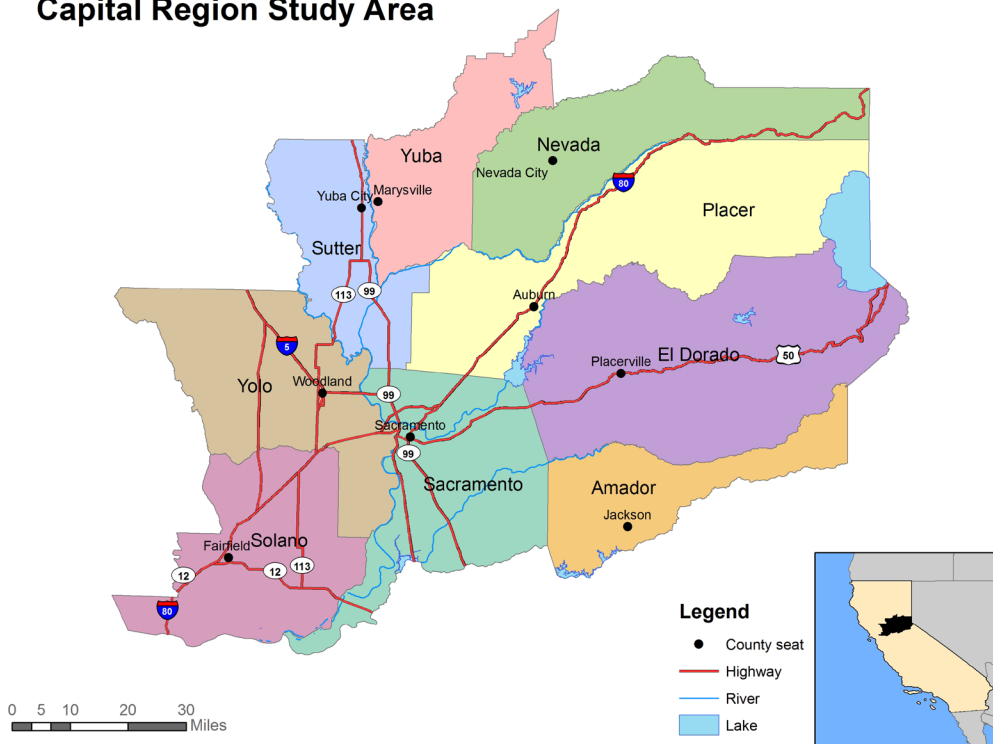 Capital Region Study Area
Yuba
Nevada
Nevada City
80
Yuba City
Marysville
Placer
Sutter
113
99
Auburn
5
Placerville
El Dorado
50
Yolo
Woodland
99
Sacramento
99
Sacramento
Amador
Jackson
Fairfield
Solano
12
12
113
80
Legend
County seat
Highway
River
Lake
0 5 10 20 30
Miles